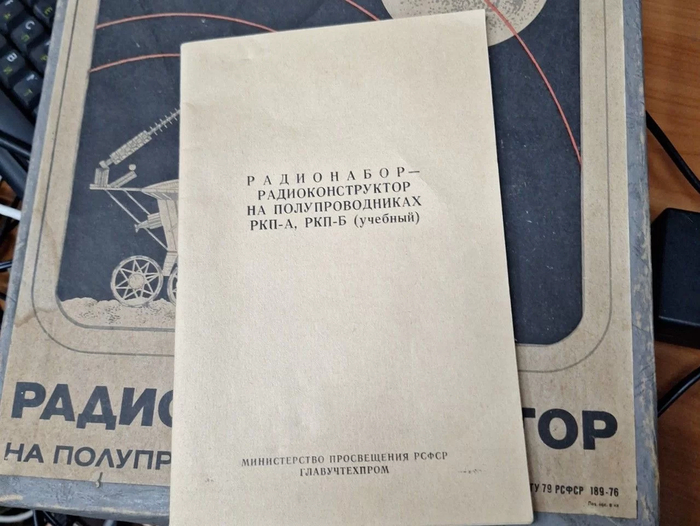 РАДИОНАБОР—
РАДИОКОНСТРУКТОР
НА ПОЛУПРОВОДНИКАХ
РКП-А, РКП-Б (учебный)
МИНИСТЕРСТВО ПРОСВЕЩЕНИЯ РСФСР
ГЛАВУЧТЕХПРОМ
РАДИО ТОР
НА ПОЛУПР
ТУ 79 РСФСР 189-76